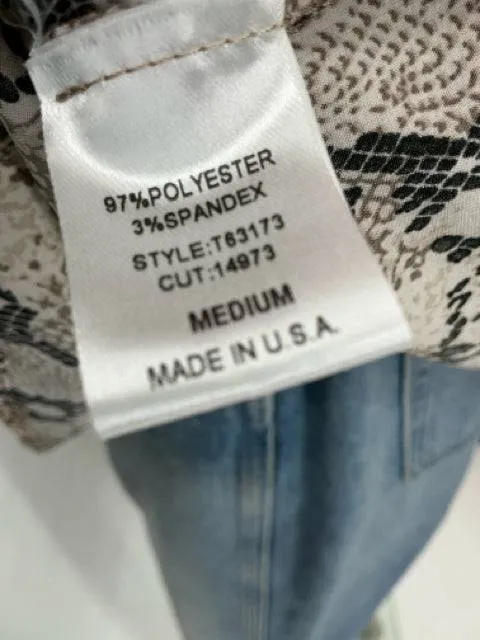 97%POLYESTER
3%SPANDEX
STYLE:T63173
CUT:14973
MEDIUM
MADE IN U.S.A.